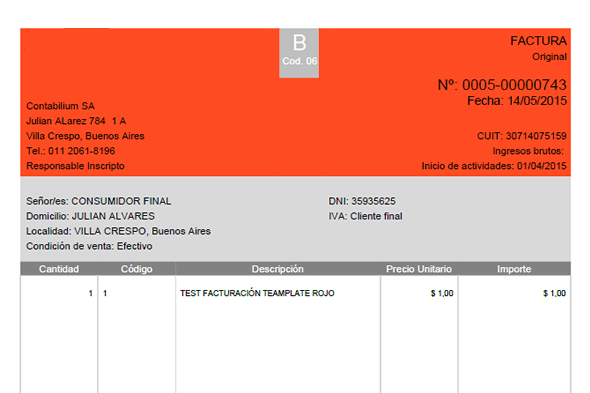 B
Cod. 06
FACTURA
Original
Nº: 0005-00000743
Fecha: 14/05/2015
Contabilium SA
Julian ALarez 784 1 A
Villa Crespo, Buenos Aires
Tel.: 011 2061-8196
Responsable Inscripto
CUIT: 30714075159
Ingresos brutos:
Inicio de actividades: 01/04/2015
Señor/es: CONSUMIDOR FINAL
Domicilio: JULIAN ALVARES
Localidad: VILLA CRESPO, Buenos Aires
Condición de venta: Efectivo
DNI: 35935625
IVA: Cliente final
Cantidad Código Descripción Precio Unitario Importe
1 1 TEST FACTURACIÓN TEAMPLATE ROJO $ 1,00 $ 1,00